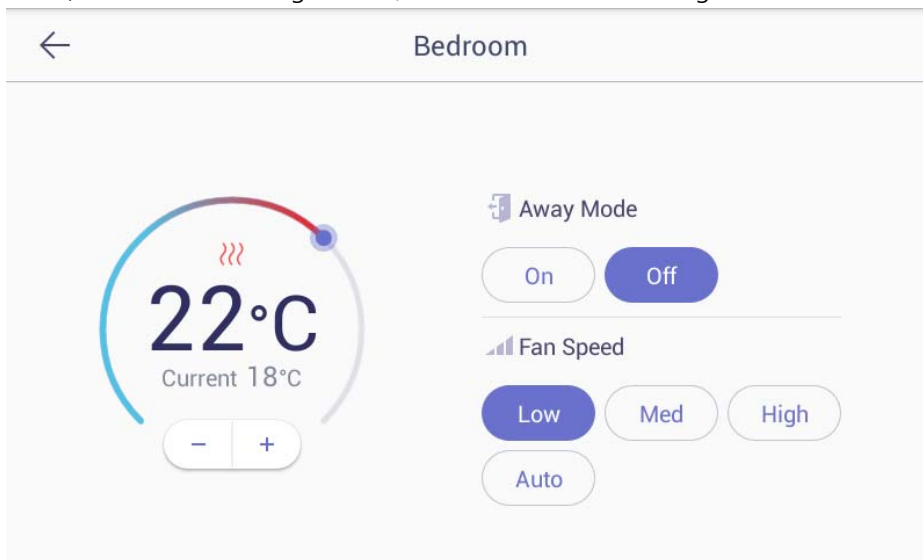 Bedroom
22°C
Current 18°C
− +
Away Mode
On Off
Fan Speed
Low Med High
Auto